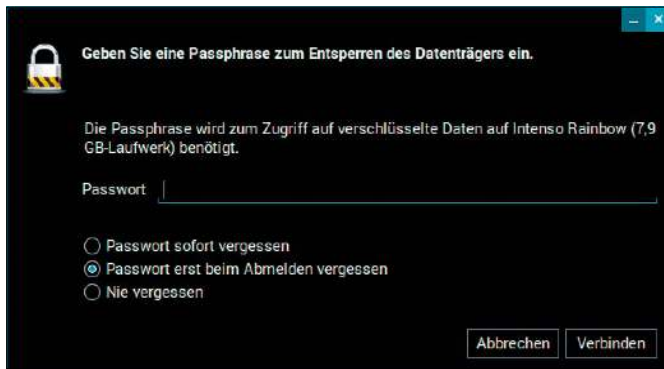 Geben Sie eine Passphrase zum Entsperren des Datenträgers ein.
Die Passphrase wird zum Zugriff auf verschlüsselte Daten auf Intenso Rainbow (7,9
GB-Laufwerk) benötigt.
Passwort
Passwort sofort vergessen
Passwort erst beim Abmelden vergessen
Nie vergessen
Abbrechen Verbinden